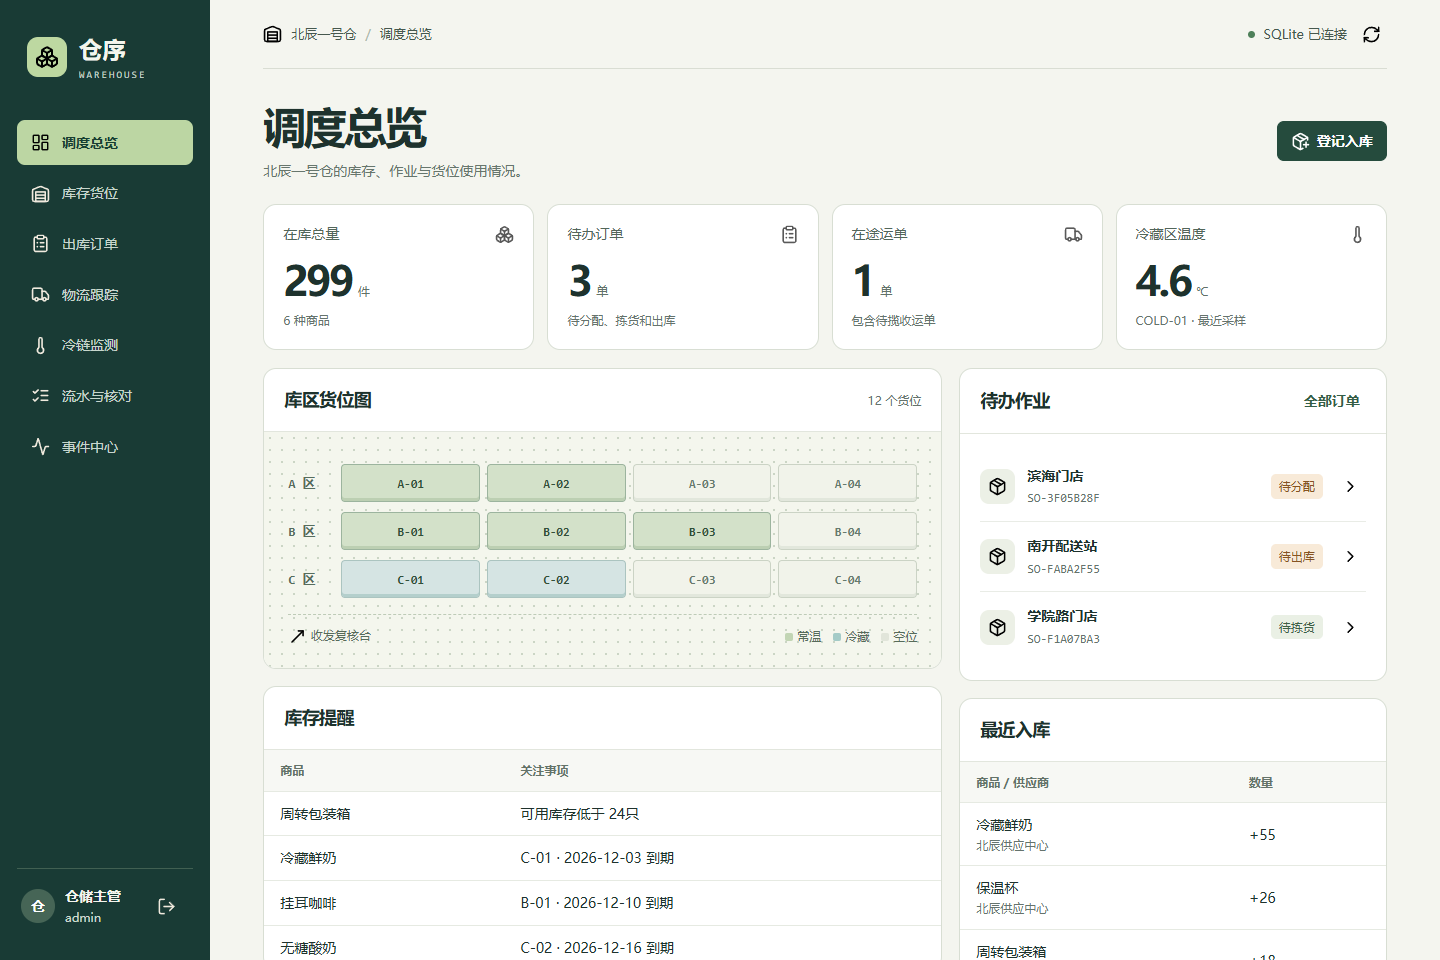 仓序
WAREHOUSE
调度总览
库存货位
出库订单
物流跟踪
冷链监测
流水与核对
事件中心
仓
仓储主管
admin
北辰一号仓 / 调度总览
SQLite 已连接
调度总览
北辰一号仓的库存、作业与货位使用情况。
登记入库
在库总量
299 件
6 种商品
待办订单
3 单
待分配、拣货和出库
在途运单
1 单
包含待揽收运单
冷藏区温度
4.6 °C
COLD-01 · 最近采样
库区货位图
12 个货位
A 区 A-01 A-02 A-03 A-04
B 区 B-01 B-02 B-03 B-04
C 区 C-01 C-02 C-03 C-04
收发复核台
常温 冷藏 空位
待办作业
全部订单
滨海门店
SO-3F05B28F
待分配
南开配送站
SO-FABA2F55
待出库
学院路门店
SO-F1A07BA3
待拣货
库存提醒
商品 关注事项
周转包装箱 可用库存低于 24只
冷藏鲜奶 C-01 · 2026-12-03 到期
挂耳咖啡 B-01 · 2026-12-10 到期
无糖酸奶 C-02 · 2026-12-16 到期
最近入库
商品 / 供应商 数量
冷藏鲜奶
北辰供应中心
+55
保温杯
北辰供应中心
+26
周转包装箱
+18